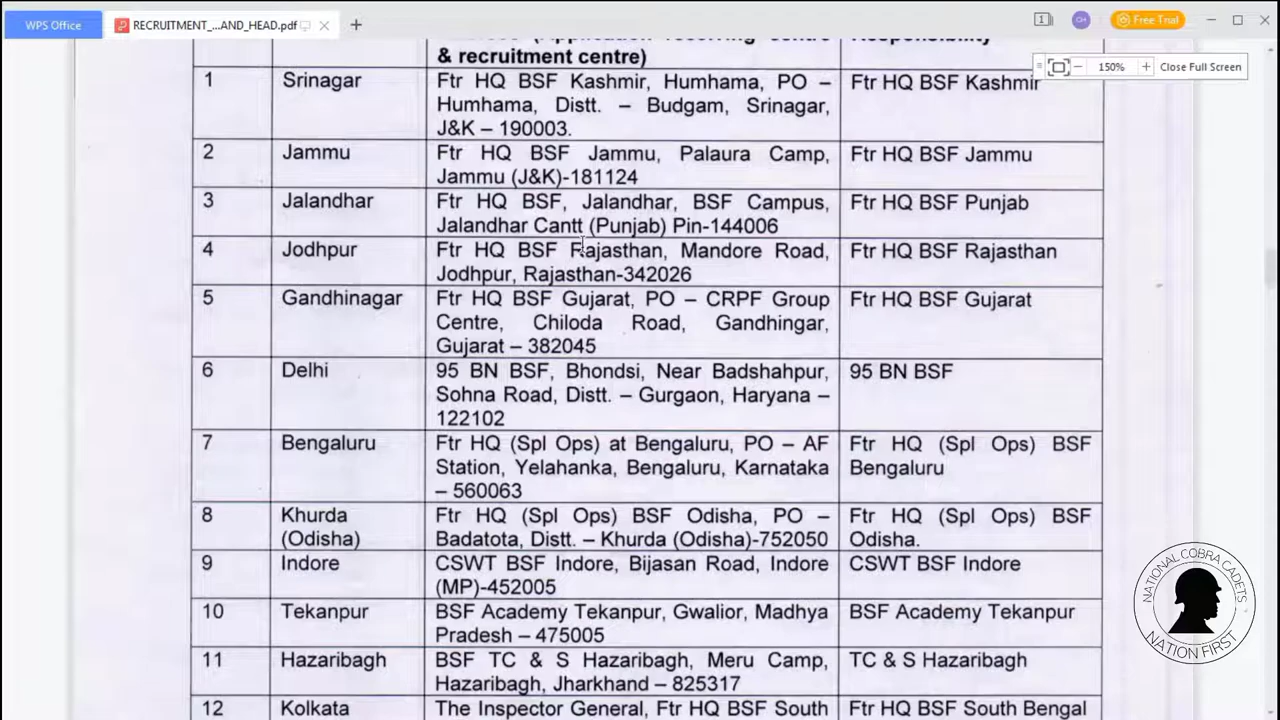 WPS Office
RECRUITMENT_...AND_HEAD.pdf
1
CH
Free Trial
150%
Close Full Screen
& recruitment centre)
1 Srinagar Ftr HQ BSF Kashmir, Humhama, PO – Ftr HQ BSF Kashmir
Humhama, Distt. – Budgam, Srinagar,
J&K – 190003.
2 Jammu Ftr HQ BSF Jammu, Palaura Camp, Ftr HQ BSF Jammu
Jammu (J&K)-181124
3 Jalandhar Ftr HQ BSF, Jalandhar, BSF Campus, Ftr HQ BSF Punjab
Jalandhar Cantt (Punjab) Pin-144006
4 Jodhpur Ftr HQ BSF Rajasthan, Mandore Road, Ftr HQ BSF Rajasthan
Jodhpur, Rajasthan-342026
5 Gandhinagar Ftr HQ BSF Gujarat, PO – CRPF Group Ftr HQ BSF Gujarat
Centre, Chiloda Road, Gandhingar,
Gujarat – 382045
6 Delhi 95 BN BSF, Bhondsi, Near Badshahpur, 95 BN BSF
Sohna Road, Distt. – Gurgaon, Haryana –
122102
7 Bengaluru Ftr HQ (Spl Ops) at Bengaluru, PO – AF Ftr HQ (Spl Ops) BSF
Station, Yelahanka, Bengaluru, Karnataka Bengaluru
– 560063
8 Khurda Ftr HQ (Spl Ops) BSF Odisha, PO – Ftr HQ (Spl Ops) BSF
(Odisha) Badatota, Distt. – Khurda (Odisha)-752050 Odisha.
9 Indore CSWT BSF Indore, Bijasan Road, Indore CSWT BSF Indore
(MP)-452005
10 Tekanpur BSF Academy Tekanpur, Gwalior, Madhya BSF Academy Tekanpur
Pradesh – 475005
11 Hazaribagh BSF TC & S Hazaribagh, Meru Camp, TC & S Hazaribagh
Hazaribagh, Jharkhand – 825317
12 Kolkata The Inspector General, Ftr HQ BSF South Ftr HQ BSF South Bengal
NATIONAL COBRA CADETS
NATION FIRST